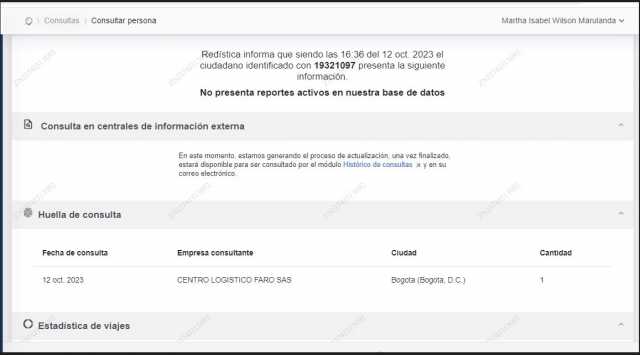 Consultas
Consultar persona
Martha Isabel Wilson Marulanda
Redística informa que siendo las 16:36 del 12 oct. 2023 el
ciudadano identificado con 19321097 presenta la siguiente
información.
No presenta reportes activos en nuestra base de datos
Consulta en centrales de información externa
En este momento, estamos generando el proceso de actualización, una vez finalizado,
estará disponible para ser consultado por el módulo Histórico de consultas y en su
correo electrónico.
Huella de consulta
Fecha de consulta Empresa consultante Ciudad Cantidad
12 oct. 2023 CENTRO LOGISTICO FARO SAS Bogota (Bogota, D.C.) 1
Estadística de viajes